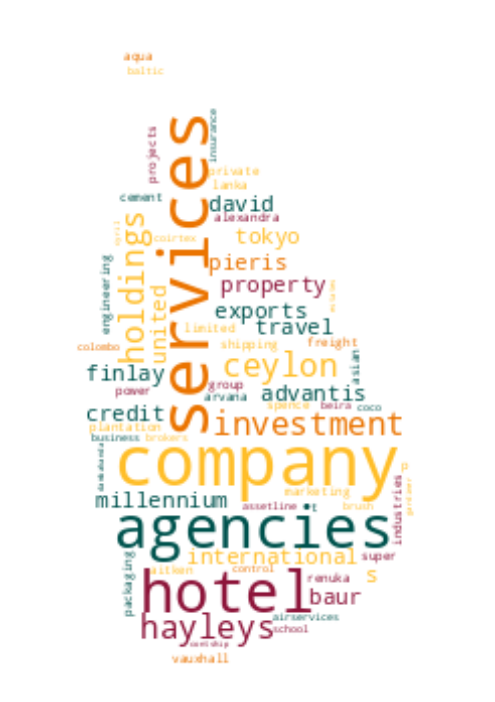 aqua
baltic
services
insurance
projects
private
lanka
cement
david
alexandra
holdings
coirtex
tokyo
pieris
engineering
property
united
exports
limited
travel
colombo
shipping
freight
ceylon
asian
finlay
group
power
arvana
advantis
credit
spence
beira
coco
plantation
investment
business
brokers
company
marketing
millennium
assetline
brush
industries
gardiner
agencies
international
super
packaging
aitken
control
s
hotel
renuka
baur
airservices
hayleys
school
vauxhall